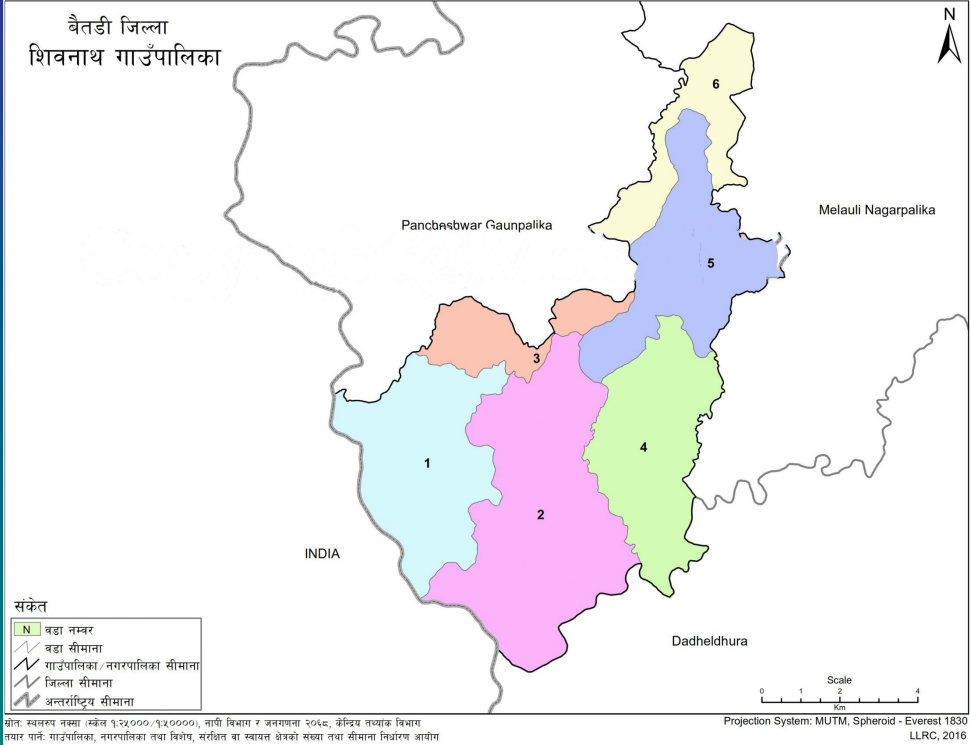 बैतडी जिल्ला
शिवनाथ गाउँपालिका
N
6
Melauli Nagarpalika
Pancheshwar Gaunpalika
5
3
4
1
2
INDIA
Dadheldhura
संकेत
N वडा नम्वर
वडा सीमाना
गाउँपालिका/नगरपालिका सीमाना
जिल्ला सीमाना
अन्तर्राष्ट्रिय सीमाना
Scale
0 1 2 4
Km
स्रोतः स्थलरुप नक्सा (स्केल १:२५०००/१:५००००), नापी विभाग र जनगणना २०६८, केन्द्रिय तथ्यांक विभाग
तयार पार्नेः गाउँपालिका, नगरपालिका तथा विशेष, संरक्षित वा स्वायत्त क्षेत्रको संख्या तथा सीमाना निर्धारण आयोग
Projection System: MUTM, Spheroid - Everest 1830
LLRC, 2016